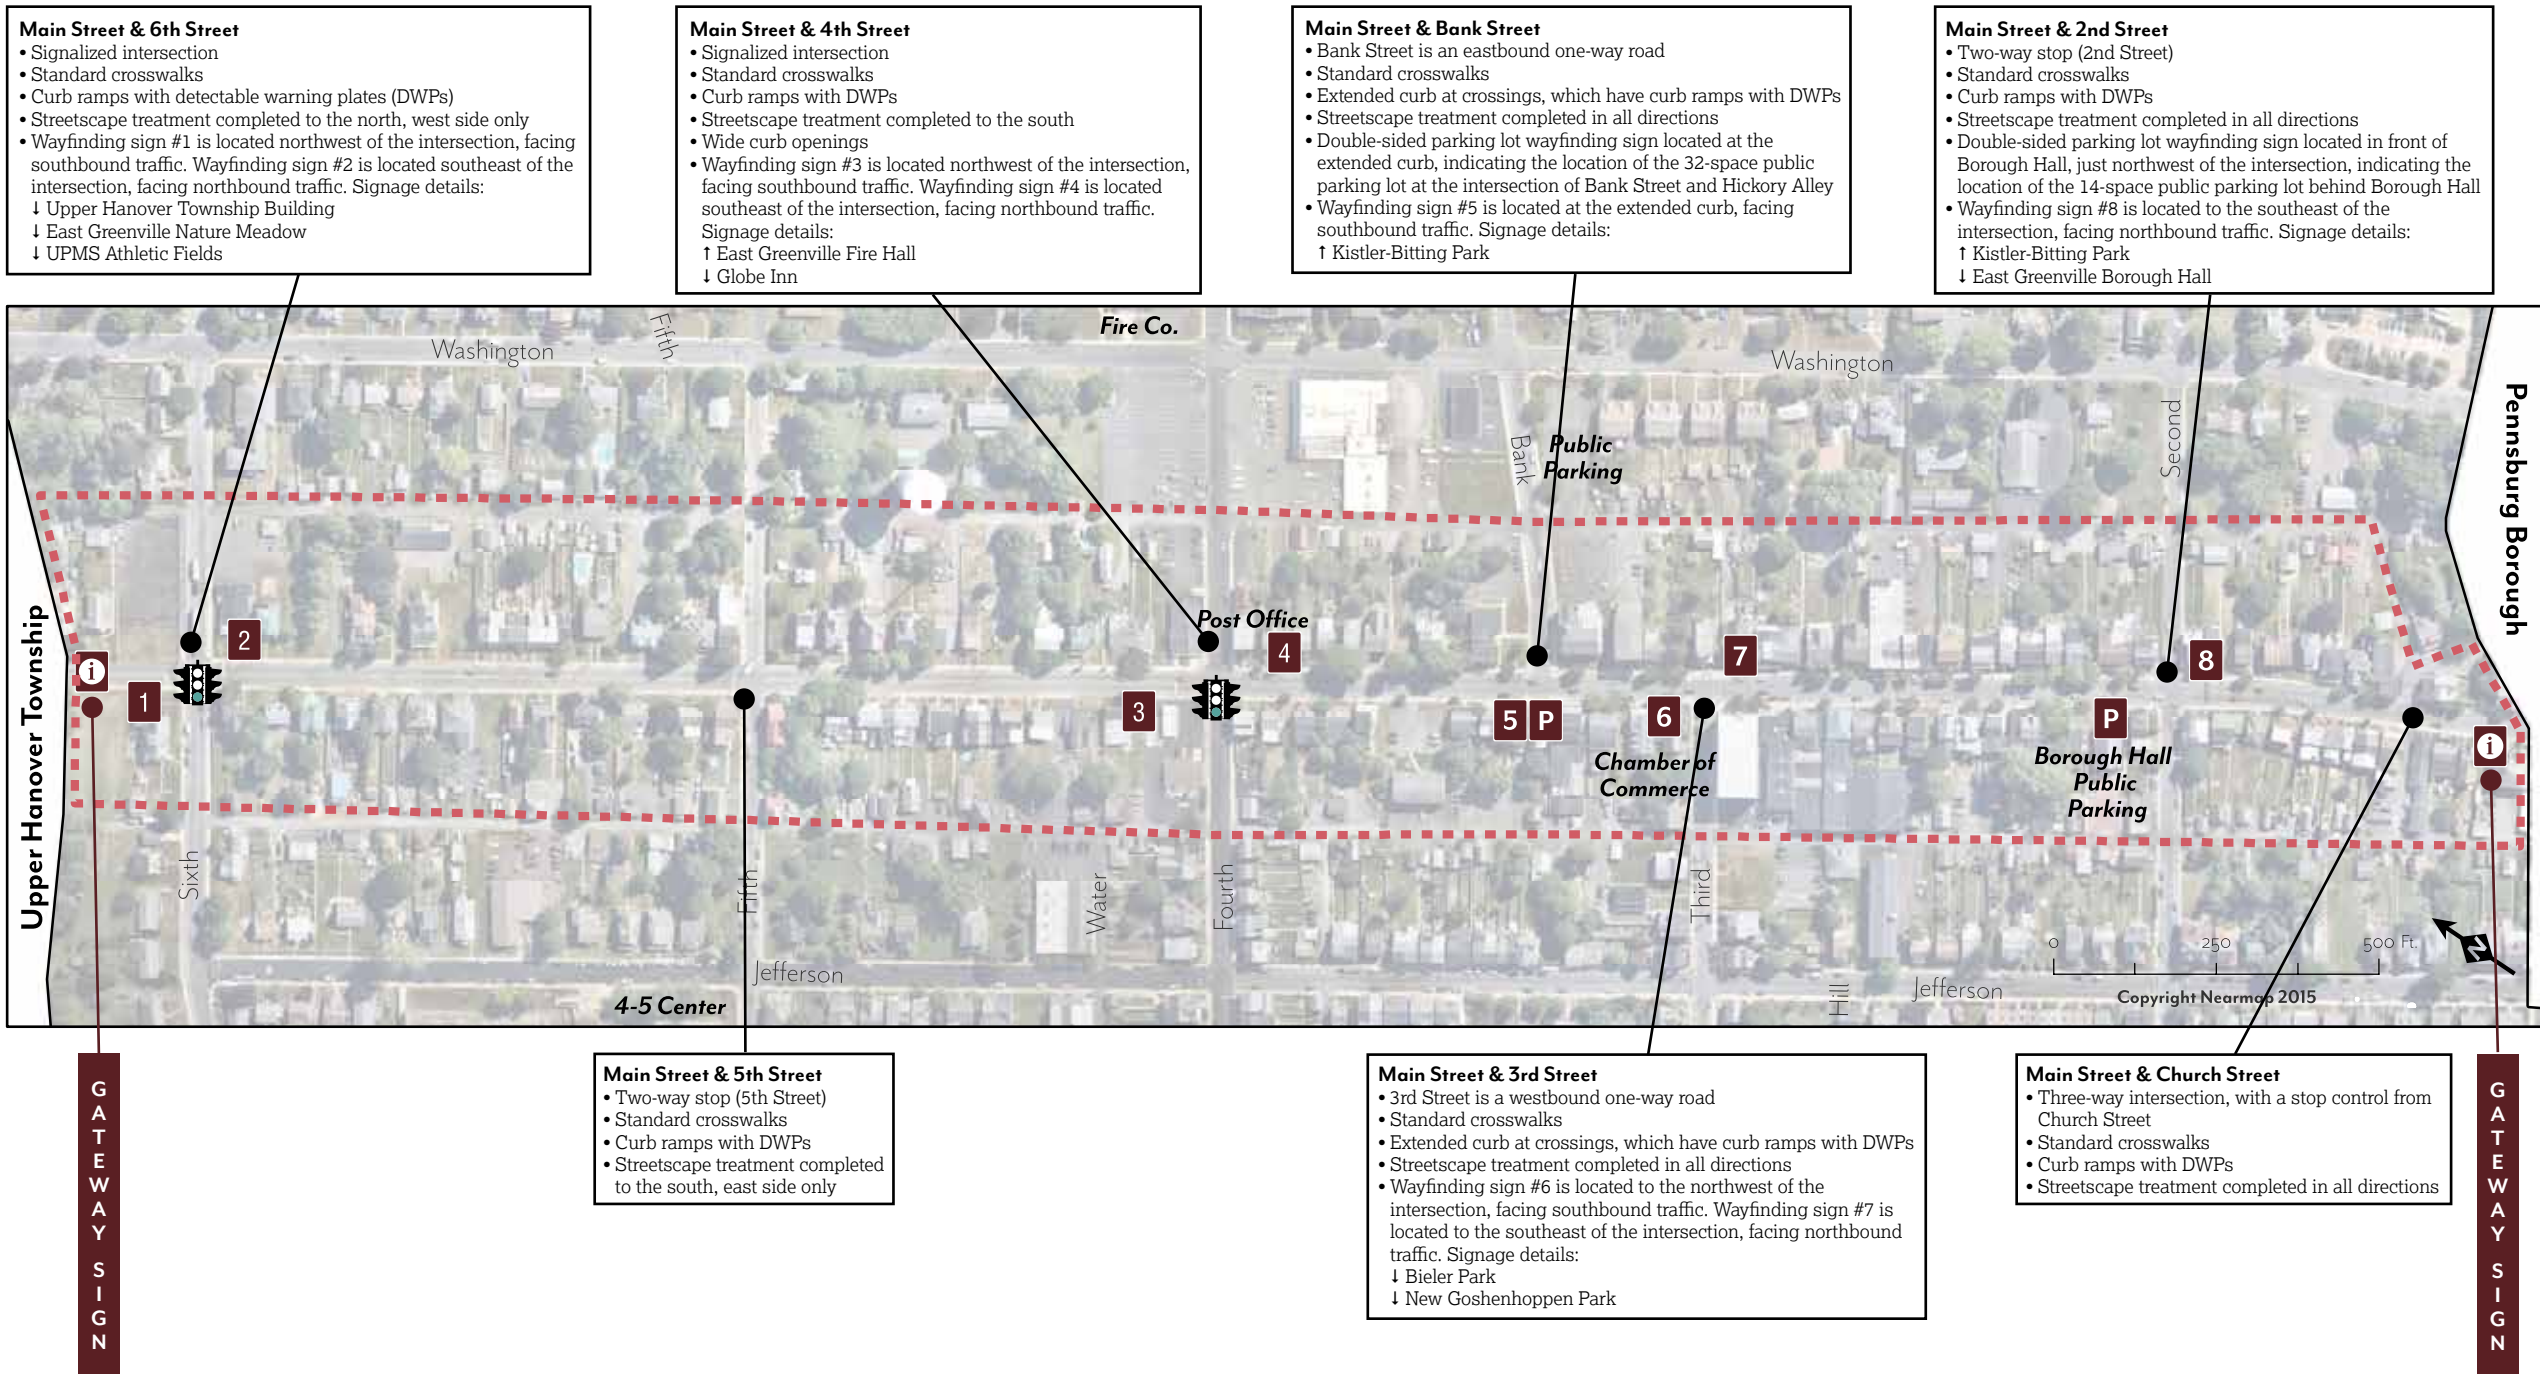 Main Street & 6th Street
• Signalized intersection
• Standard crosswalks
• Curb ramps with detectable warning plates (DWPs)
• Streetscape treatment completed to the north, west side only
• Wayfinding sign #1 is located northwest of the intersection, facing
southbound traffic. Wayfinding sign #2 is located southeast of the
intersection, facing northbound traffic. Signage details:
↓ Upper Hanover Township Building
↓ East Greenville Nature Meadow
↓ UPMS Athletic Fields
Main Street & 4th Street
• Signalized intersection
• Standard crosswalks
• Curb ramps with DWPs
• Streetscape treatment completed to the south
• Wide curb openings
• Wayfinding sign #3 is located northwest of the intersection,
facing southbound traffic. Wayfinding sign #4 is located
southeast of the intersection, facing northbound traffic.
Signage details:
↑ East Greenville Fire Hall
↓ Globe Inn
Main Street & Bank Street
• Bank Street is an eastbound one-way road
• Standard crosswalks
• Extended curb at crossings, which have curb ramps with DWPs
• Streetscape treatment completed in all directions
• Double-sided parking lot wayfinding sign located at the
extended curb, indicating the location of the 32-space public
parking lot at the intersection of Bank Street and Hickory Alley
• Wayfinding sign #5 is located at the extended curb, facing
southbound traffic. Signage details:
↑ Kistler-Bitting Park
Main Street & 2nd Street
• Two-way stop (2nd Street)
• Standard crosswalks
• Curb ramps with DWPs
• Streetscape treatment completed in all directions
• Double-sided parking lot wayfinding sign located in front of
Borough Hall, just northwest of the intersection, indicating the
location of the 14-space public parking lot behind Borough Hall
• Wayfinding sign #8 is located to the southeast of the
intersection, facing northbound traffic. Signage details:
↑ Kistler-Bitting Park
↓ East Greenville Borough Hall
Fifth
Washington
Fire Co.
Washington
Bank
Public
Parking
Second
Pennsburg Borough
Upper Hanover Township
i
1
2
Post Office
3
4
5
P
6
7
Chamber of
Commerce
8
P
Borough Hall
Public
Parking
i
Sixth
Fifth
Water
Fourth
Third
Hill
Jefferson
4-5 Center
Jefferson
0
250
500 Ft.
N
Copyright Nearmap 2015
GATEWAY SIGN
Main Street & 5th Street
• Two-way stop (5th Street)
• Standard crosswalks
• Curb ramps with DWPs
• Streetscape treatment completed
to the south, east side only
Main Street & 3rd Street
• 3rd Street is a westbound one-way road
• Standard crosswalks
• Extended curb at crossings, which have curb ramps with DWPs
• Streetscape treatment completed in all directions
• Wayfinding sign #6 is located to the northwest of the
intersection, facing southbound traffic. Wayfinding sign #7 is
located to the southeast of the intersection, facing northbound
traffic. Signage details:
↓ Bieler Park
↓ New Goshenhoppen Park
Main Street & Church Street
• Three-way intersection, with a stop control from
Church Street
• Standard crosswalks
• Curb ramps with DWPs
• Streetscape treatment completed in all directions
GATEWAY SIGN